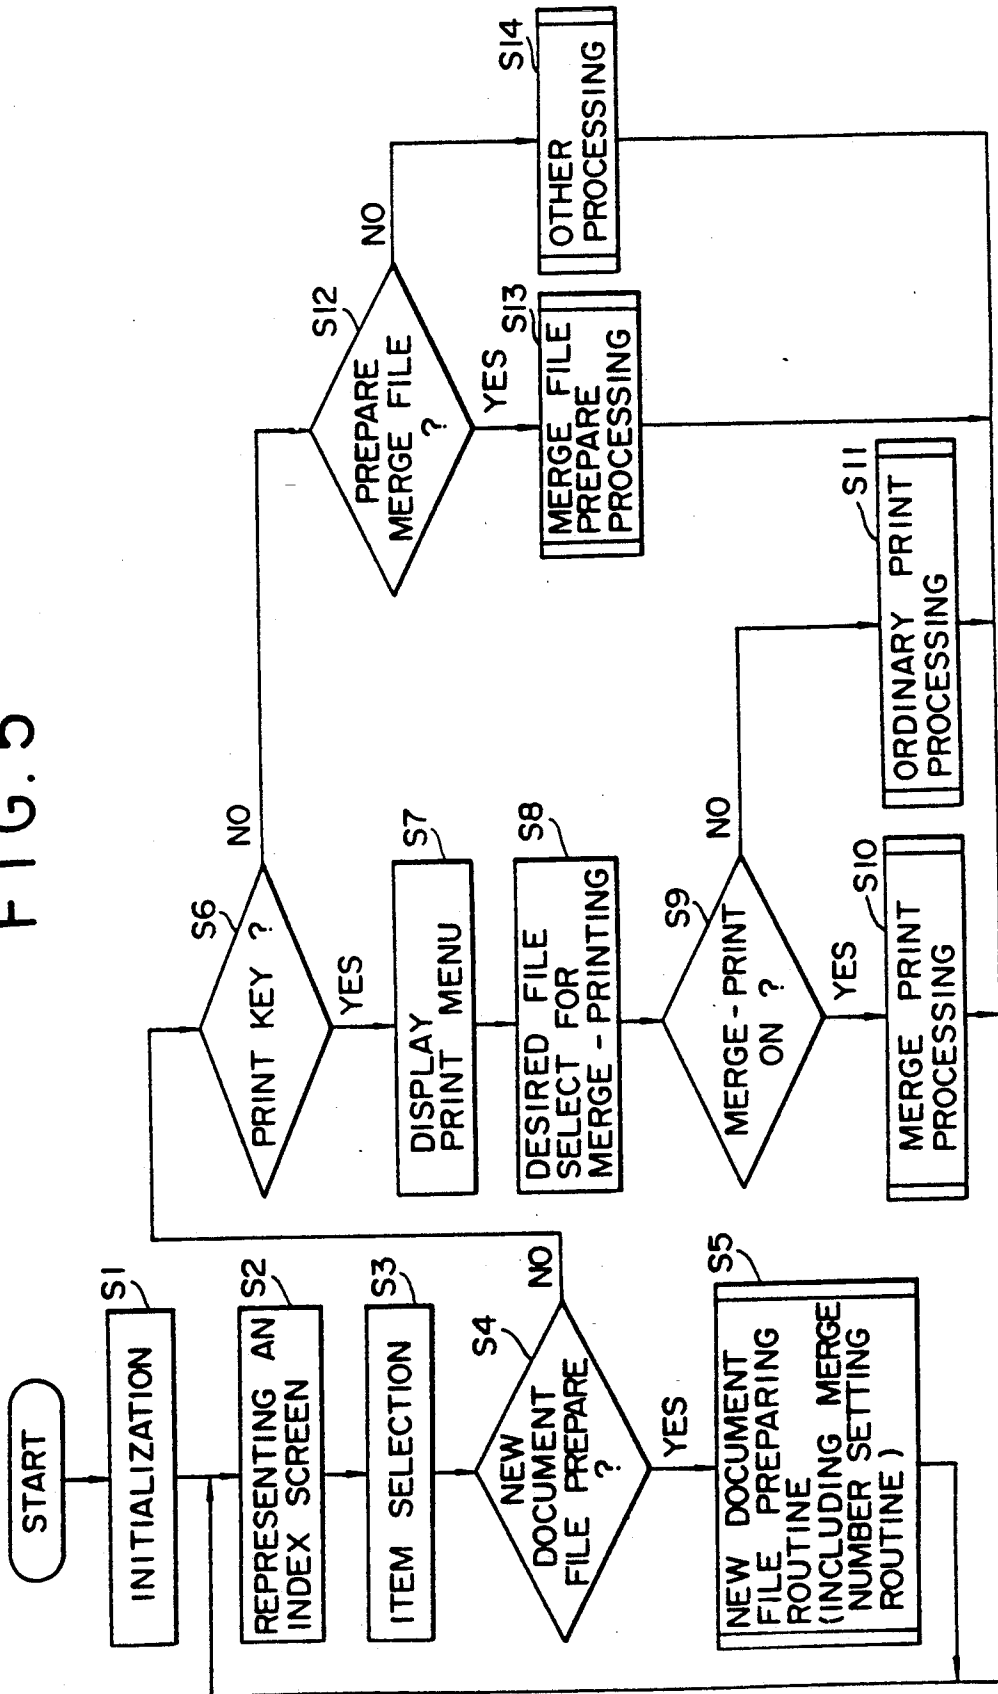 FIG. 5
START
INITIALIZATION
S1
REPRESENTING AN
INDEX SCREEN
S2
ITEM SELECTION
S3
NEW
DOCUMENT
FILE PREPARE
?
S4
NO
YES
NEW DOCUMENT
FILE PREPARING
ROUTINE
(INCLUDING MERGE
NUMBER SETTING
ROUTINE)
S5
PRINT KEY ?
S6
NO
YES
DISPLAY
PRINT MENU
S7
DESIRED FILE
SELECT FOR
MERGE-PRINTING
S8
MERGE-PRINT
ON ?
S9
NO
YES
MERGE PRINT
PROCESSING
S10
ORDINARY PRINT
PROCESSING
S11
PREPARE
MERGE FILE
?
S12
NO
YES
MERGE FILE
PREPARE
PROCESSING
S13
OTHER
PROCESSING
S14